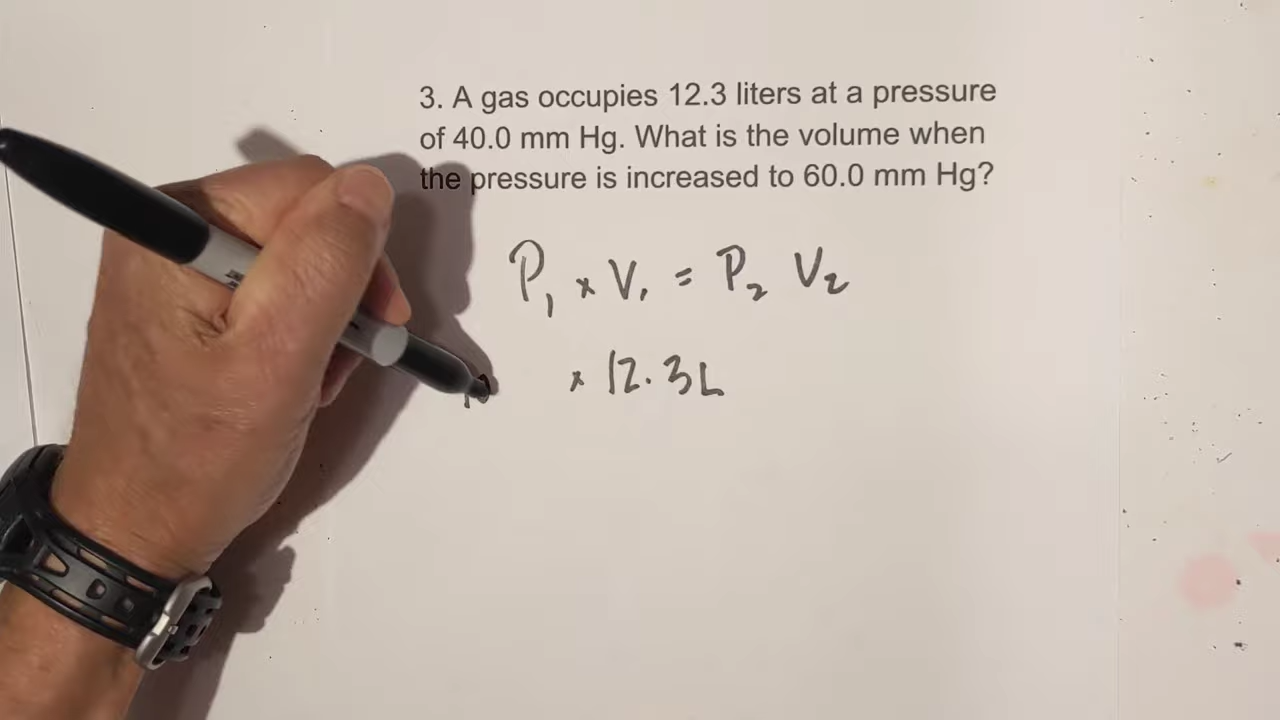 3. A gas occupies 12.3 liters at a pressure
of 40.0 mm Hg. What is the volume when
the pressure is increased to 60.0 mm Hg?
P₁ × V₁ = P₂ V₂
× 12.3L